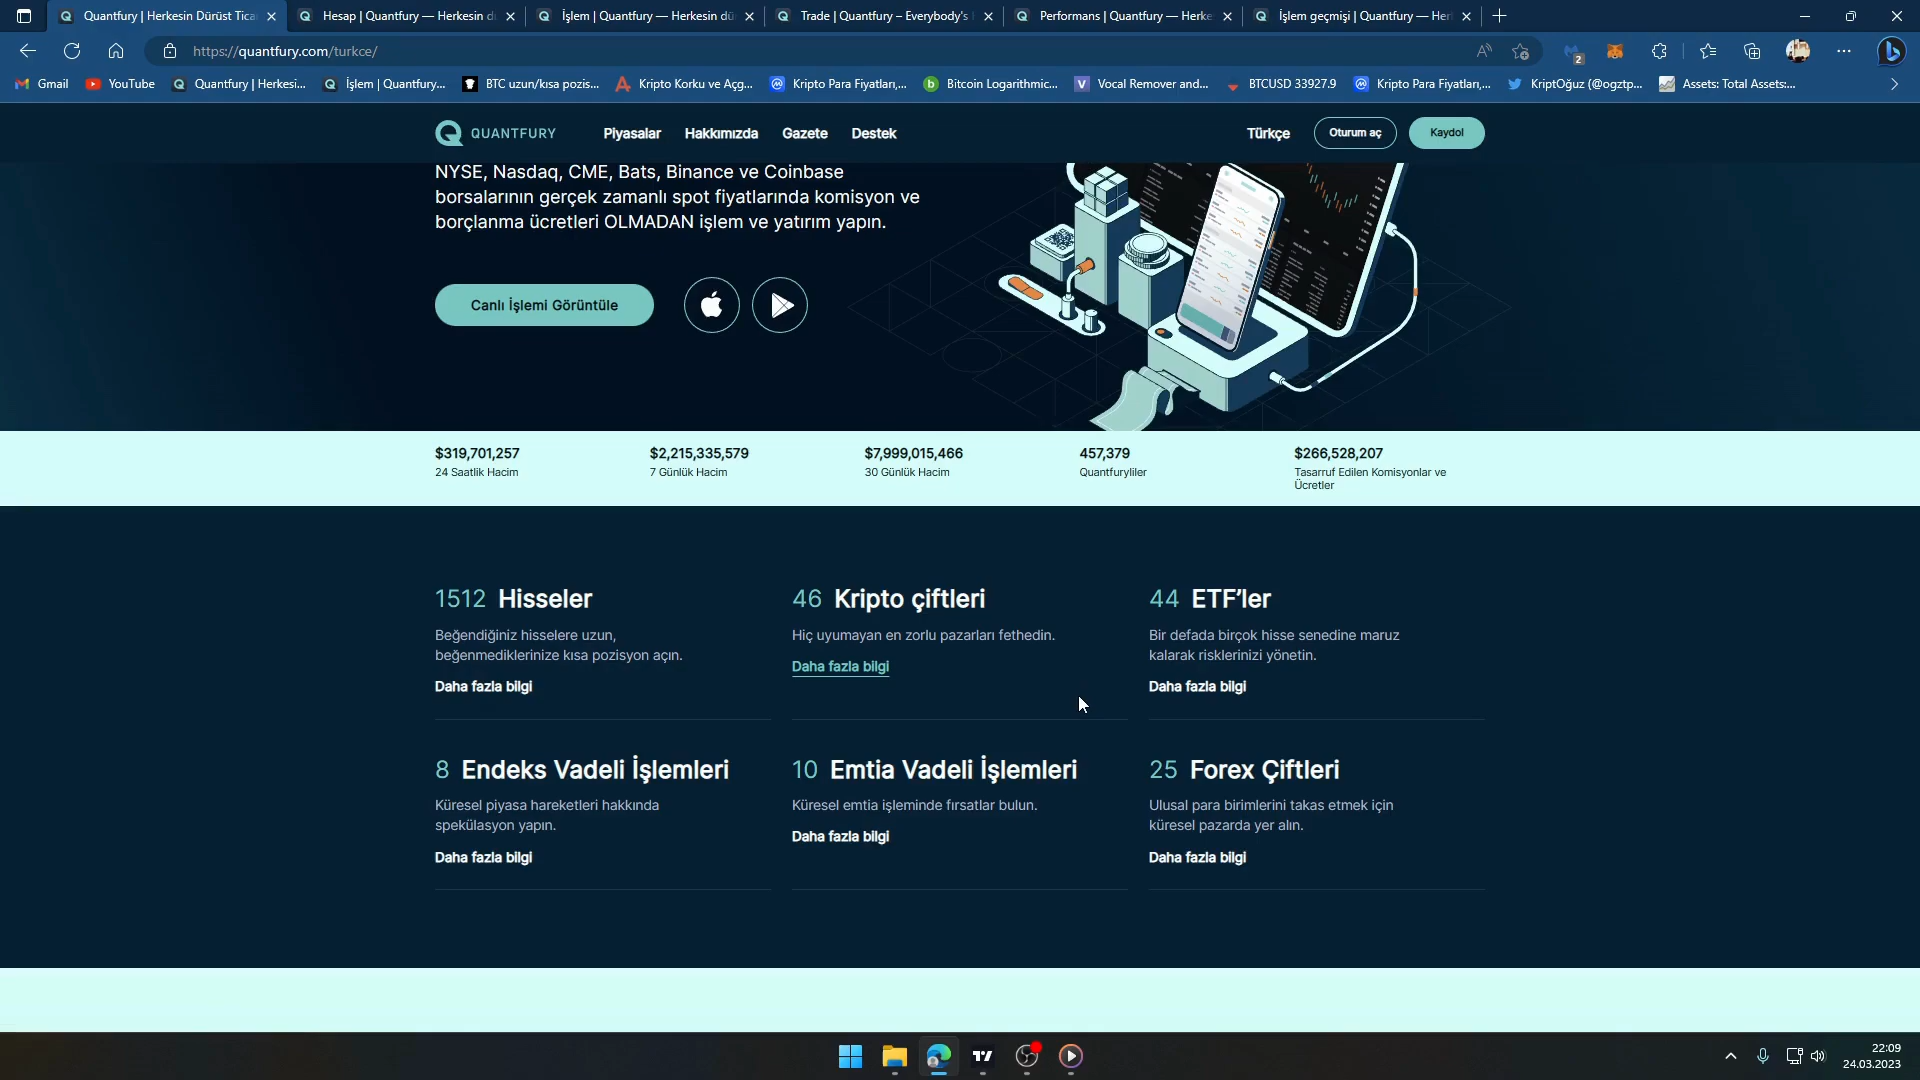 Quantfury | Herkesin Dürüst Tica
Hesap | Quantfury — Herkesin d
İşlem | Quantfury — Herkesin dü
Trade | Quantfury – Everybody's
Performans | Quantfury — Herke
İşlem geçmişi | Quantfury — Her
https://quantfury.com/turkce/
2
Gmail
YouTube
Quantfury | Herkesi...
İşlem | Quantfury...
BTC uzun/kısa pozis...
Kripto Korku ve Açg...
Kripto Para Fiyatları,...
Bitcoin Logarithmic...
Vocal Remover and...
BTCUSD 33927.9
Kripto Para Fiyatları,...
KriptOğuz (@ogztp...
Assets: Total Assets:...
QUANTFURY
Piyasalar
Hakkımızda
Gazete
Destek
Türkçe
Oturum aç
Kaydol
NYSE, Nasdaq, CME, Bats, Binance ve Coinbase
borsalarının gerçek zamanlı spot fiyatlarında komisyon ve
borçlanma ücretleri OLMADAN işlem ve yatırım yapın.
Canlı İşlemi Görüntüle
$319,701,257
24 Saatlik Hacim
$2,215,335,579
7 Günlük Hacim
$7,999,015,466
30 Günlük Hacim
457,379
Quantfuryliler
$266,528,207
Tasarruf Edilen Komisyonlar ve
Ücretler
1512 Hisseler
Beğendiğiniz hisselere uzun,
beğenmediklerinize kısa pozisyon açın.
Daha fazla bilgi
46 Kripto çiftleri
Hiç uyumayan en zorlu pazarları fethedin.
Daha fazla bilgi
44 ETF'ler
Bir defada birçok hisse senedine maruz
kalarak risklerinizi yönetin.
Daha fazla bilgi
8 Endeks Vadeli İşlemleri
Küresel piyasa hareketleri hakkında
spekülasyon yapın.
Daha fazla bilgi
10 Emtia Vadeli İşlemleri
Küresel emtia işleminde fırsatlar bulun.
Daha fazla bilgi
25 Forex Çiftleri
Ulusal para birimlerini takas etmek için
küresel pazarda yer alın.
Daha fazla bilgi
22:09
24.03.2023